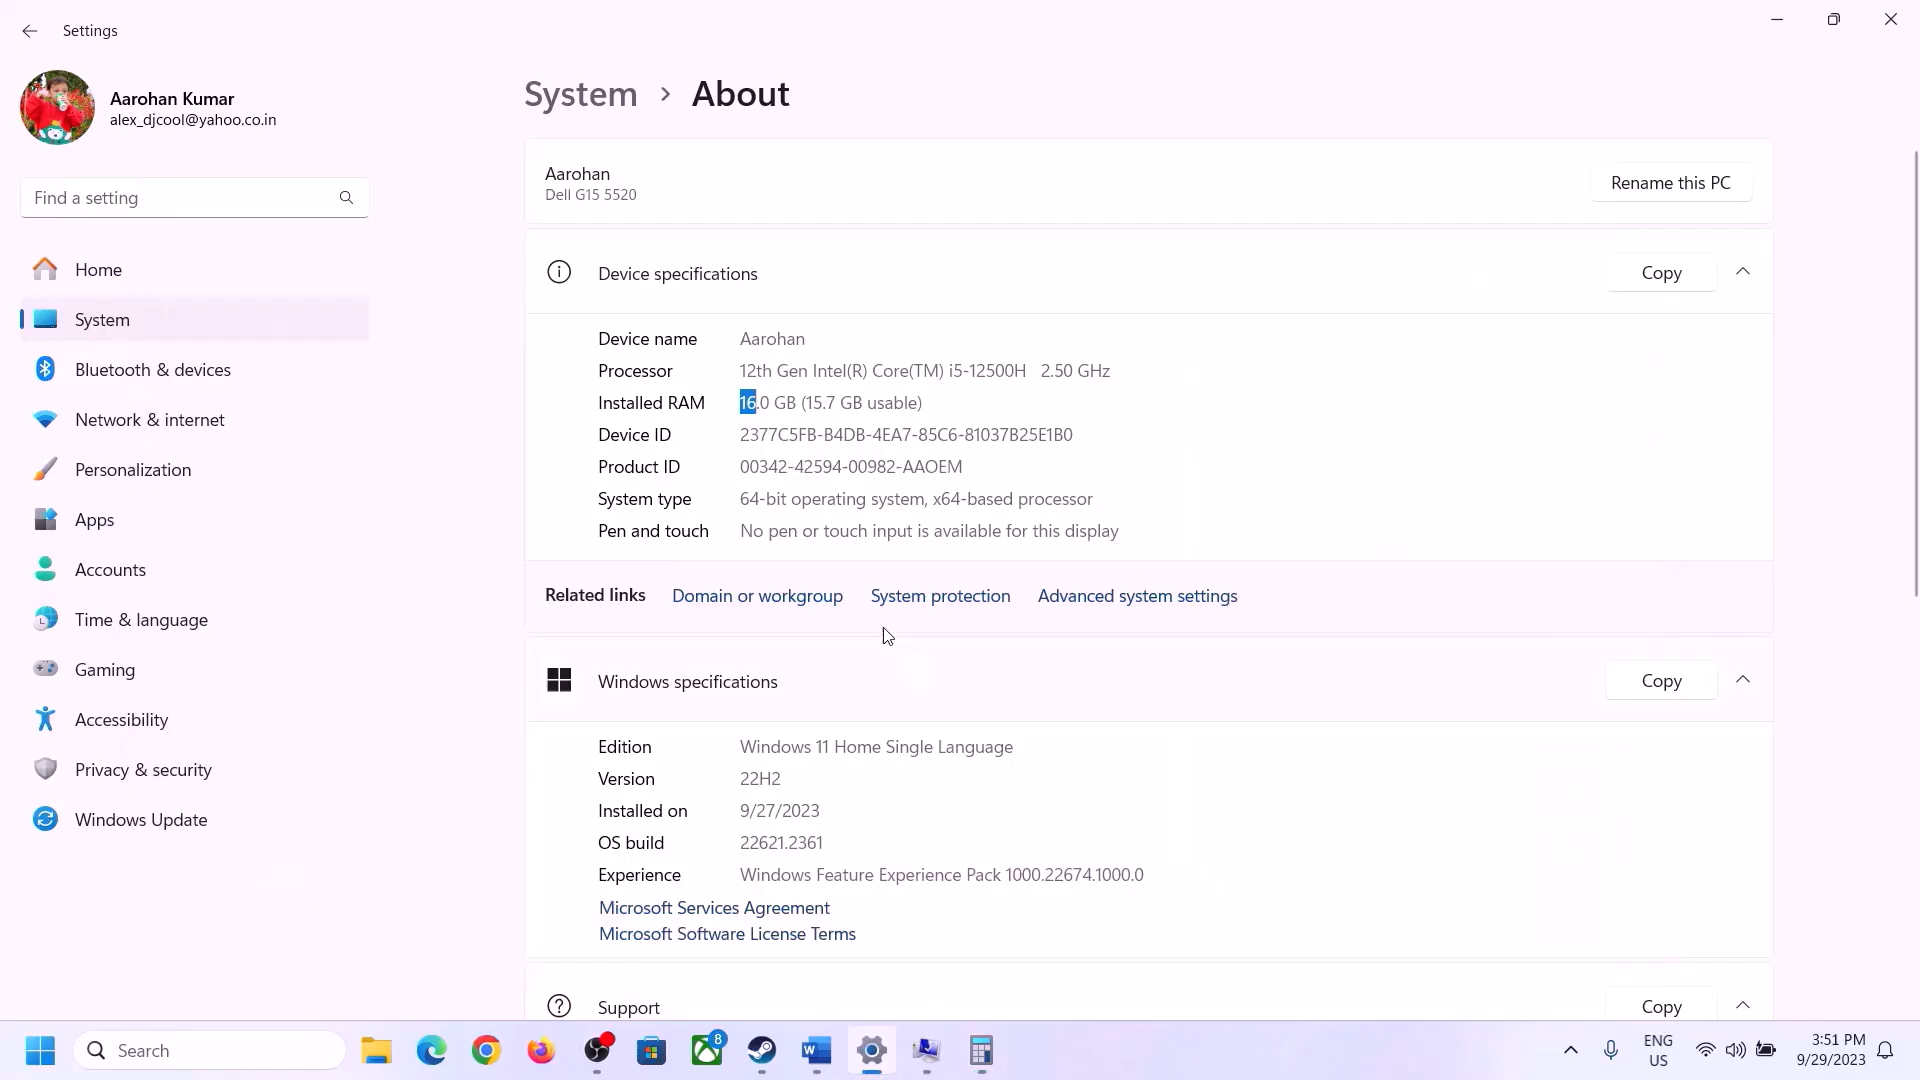 Settings
Aarohan Kumar
alex_djcool@yahoo.co.in
Find a setting
Home
System
Bluetooth & devices
Network & internet
Personalization
Apps
Accounts
Time & language
Gaming
Accessibility
Privacy & security
Windows Update
System > About
Aarohan
Dell G15 5520
Rename this PC
Device specifications
Copy
Device name Aarohan
Processor 12th Gen Intel(R) Core(TM) i5-12500H 2.50 GHz
Installed RAM 16.0 GB (15.7 GB usable)
Device ID 2377C5FB-B4DB-4EA7-85C6-81037B25E1B0
Product ID 00342-42594-00982-AAOEM
System type 64-bit operating system, x64-based processor
Pen and touch No pen or touch input is available for this display
Related links Domain or workgroup System protection Advanced system settings
Windows specifications
Copy
Edition Windows 11 Home Single Language
Version 22H2
Installed on 9/27/2023
OS build 22621.2361
Experience Windows Feature Experience Pack 1000.22674.1000.0
Microsoft Services Agreement
Microsoft Software License Terms
Support
Copy
Search
8
W
ENG
US
3:51 PM
9/29/2023